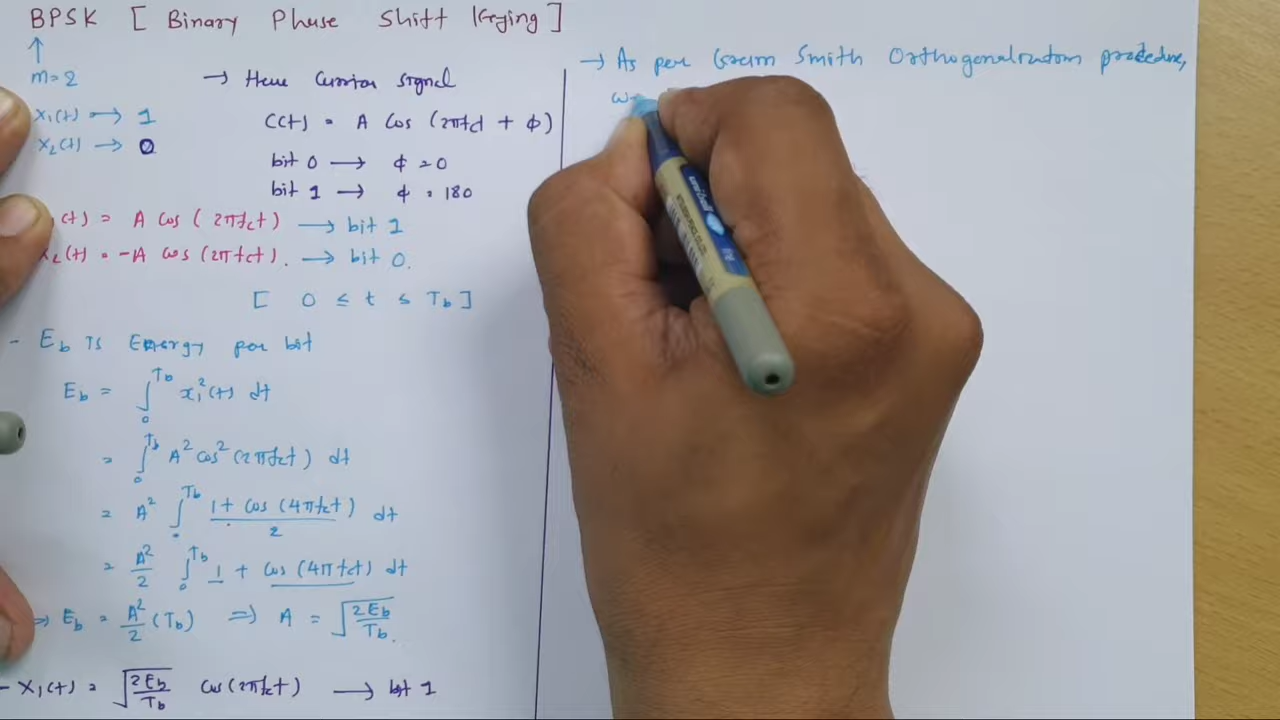 BPSK [ Binary Phase Shift Keying ]
m = 2
x₁(t) → 1
x₂(t) → 0
→ Here Carrier signal
C(t) = A Cos (2πfct + ϕ)
bit 0 → ϕ = 0
bit 1 → ϕ = 180
(t) = A Cos (2πfct) → bit 1
x₂(t) = -A Cos (2πfct). → bit 0.
[ 0 ≤ t ≤ Tb ]
- Eb is Energy per bit
Eb = ∫₀^Tb x₁²(t) dt
= ∫₀^Tb A² Cos² (2πfct) dt
= A² ∫₀^Tb (1 + Cos (4πfct))/2 dt
= A²/2 ∫₀^Tb 1 + Cos (4πfct) dt
⇒ Eb = A²/2 (Tb) ⇒ A = √(2Eb/Tb).
- x₁(t) = √(2Eb/Tb) Cos (2πfct) → bit 1
→ As per Gram Smith Orthogonalization procedure,
uni-ball